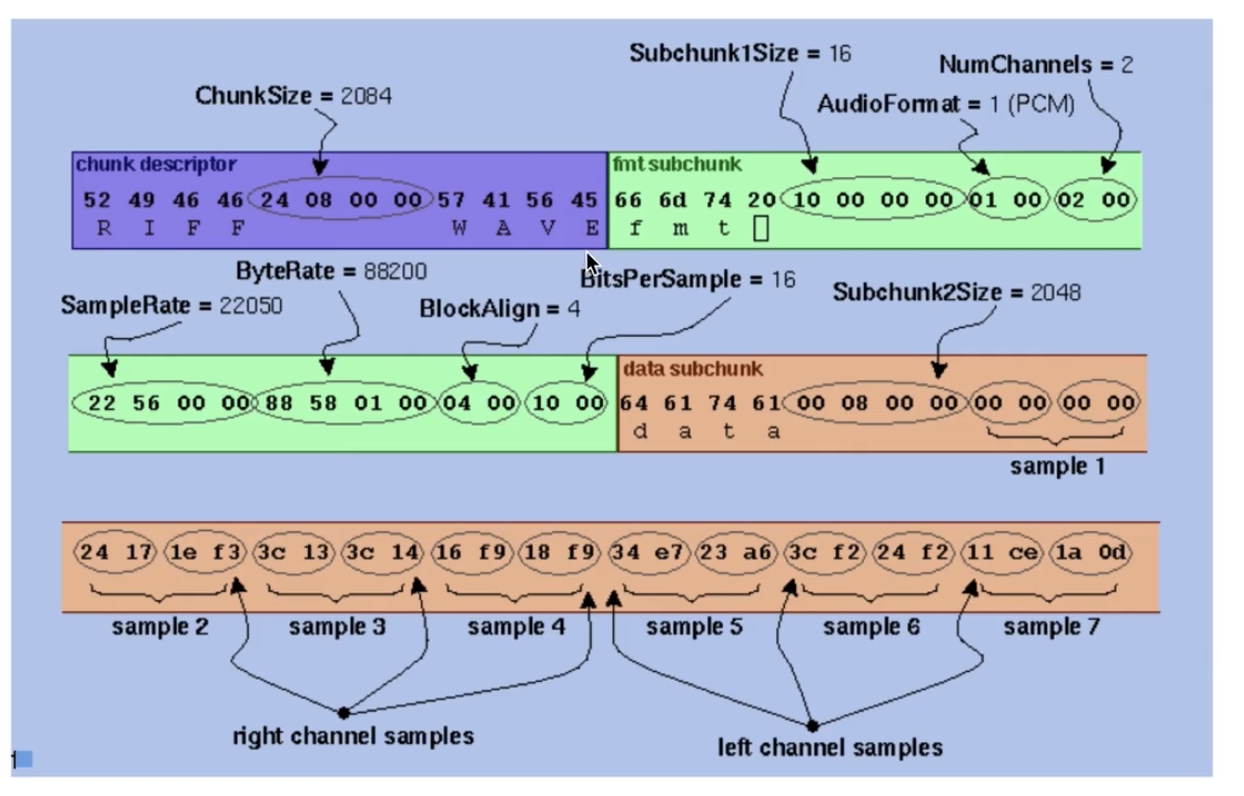 Subchunk1Size = 16
NumChannels = 2
ChunkSize = 2084
AudioFormat = 1 (PCM)
chunk descriptor
fmt subchunk
52 49 46 46 24 08 00 00 57 41 56 45 66 6d 74 20 10 00 00 00 01 00 02 00
R I F F W A V E f m t
ByteRate = 88200
BitsPerSample = 16
SampleRate = 22050
BlockAlign = 4
Subchunk2Size = 2048
data subchunk
22 56 00 00 88 58 01 00 04 00 10 00 64 61 74 61 00 08 00 00 00 00 00 00
d a t a
sample 1
24 17 1e f3 3c 13 3c 14 16 f9 18 f9 34 e7 23 a6 3c f2 24 f2 11 ce 1a 0d
sample 2 sample 3 sample 4 sample 5 sample 6 sample 7
right channel samples
left channel samples